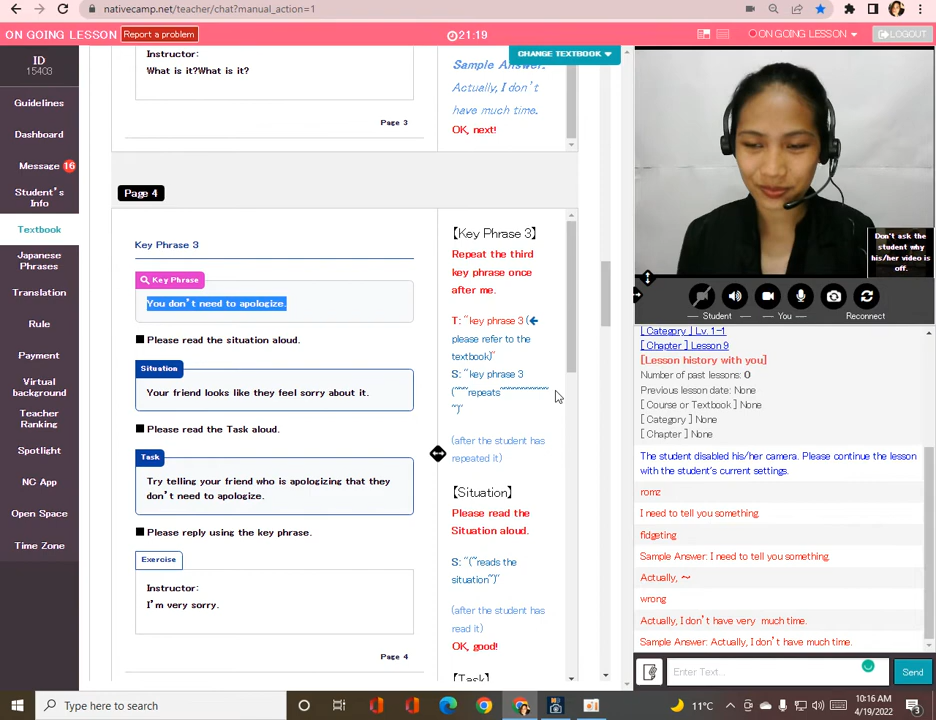 nativecamp.net/teacher/chat?manual_action=1
ON GOING LESSON
Report a problem
21:19
ON GOING LESSON
LOGOUT
ID
15403
Guidelines
Dashboard
Message 16
Student's
Info
Textbook
Japanese
Phrases
Translation
Rule
Payment
Virtual
background
Teacher
Ranking
Spotlight
NC App
Open Space
Time Zone
CHANGE TEXTBOOK
Instructor:
What is it?What is it?
Page 3
Sample Answer:
Actually, I don't
have much time.
OK, next!
Page 4
Key Phrase 3
Key Phrase
You don't need to apologize.
■ Please read the situation aloud.
Situation
Your friend looks like they feel sorry about it.
■ Please read the Task aloud.
Task
Try telling your friend who is apologizing that they
don't need to apologize.
■ Please reply using the key phrase.
Exercise
Instructor:
I'm very sorry.
Page 4
【Key Phrase 3】
Repeat the third
key phrase once
after me.
T: "key phrase 3 (←
please refer to the
textbook)"
S: "key phrase 3
(~~~repeats~~~~~~~~~~~
~)"
(after the student has
repeated it)
【Situation】
Please read the
Situation aloud.
S: "(~reads the
situation~)"
(after the student has
read it)
OK, good!
【Task】
Don't ask the
student why
his/her video is
off.
Student
You
Reconnect
[ Category ] Lv. 1-1
[ Chapter ] Lesson 9
[Lesson history with you]
Number of past lessons: 0
Previous lesson date: None
[ Course or Textbook ] None
[ Category ] None
[ Chapter ] None
The student disabled his/her camera. Please continue the lesson
with the student's current settings.
romz
I need to tell you something.
fidgeting
Sample Answer: I need to tell you something.
Actually, ～
wrong
Actually, I don't have very much time.
Sample Answer: Actually, I don't have much time.
Enter Text...
Send
Type here to search
11°C
10:16 AM
4/19/2022
3